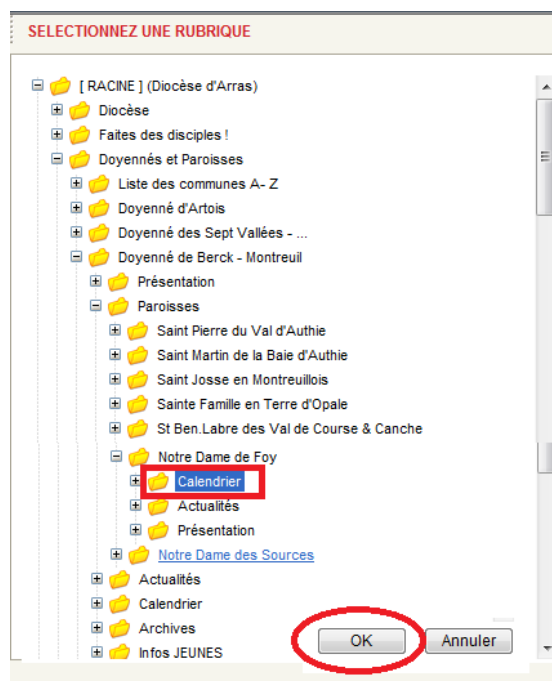 SELECTIONNEZ UNE RUBRIQUE
[ RACINE ] (Diocèse d'Arras)
Diocèse
Faites des disciples !
Doyennés et Paroisses
Liste des communes A- Z
Doyenné d'Artois
Doyenné des Sept Vallées - ...
Doyenné de Berck - Montreuil
Présentation
Paroisses
Saint Pierre du Val d'Authie
Saint Martin de la Baie d'Authie
Saint Josse en Montreuillois
Sainte Famille en Terre d'Opale
St Ben.Labre des Val de Course & Canche
Notre Dame de Foy
Calendrier
Actualités
Présentation
Notre Dame des Sources
Actualités
Calendrier
Archives
Infos JEUNES
OK Annuler